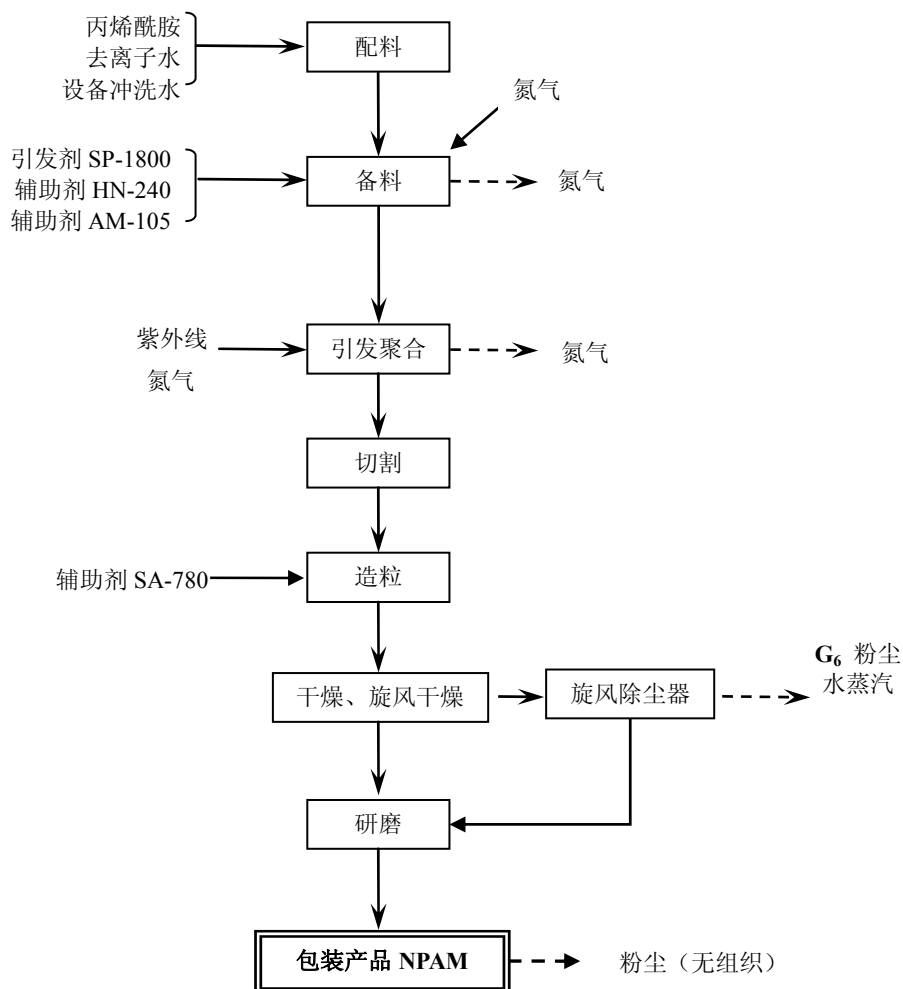 丙烯酰胺
去离子水
设备冲洗水
配料
氮气
引发剂 SP-1800
辅助剂 HN-240
辅助剂 AM-105
备料
氮气
紫外线
氮气
引发聚合
氮气
切割
辅助剂 SA-780
造粒
干燥、旋风干燥
旋风除尘器
G₆ 粉尘
水蒸汽
研磨
包装产品 NPAM
粉尘（无组织）